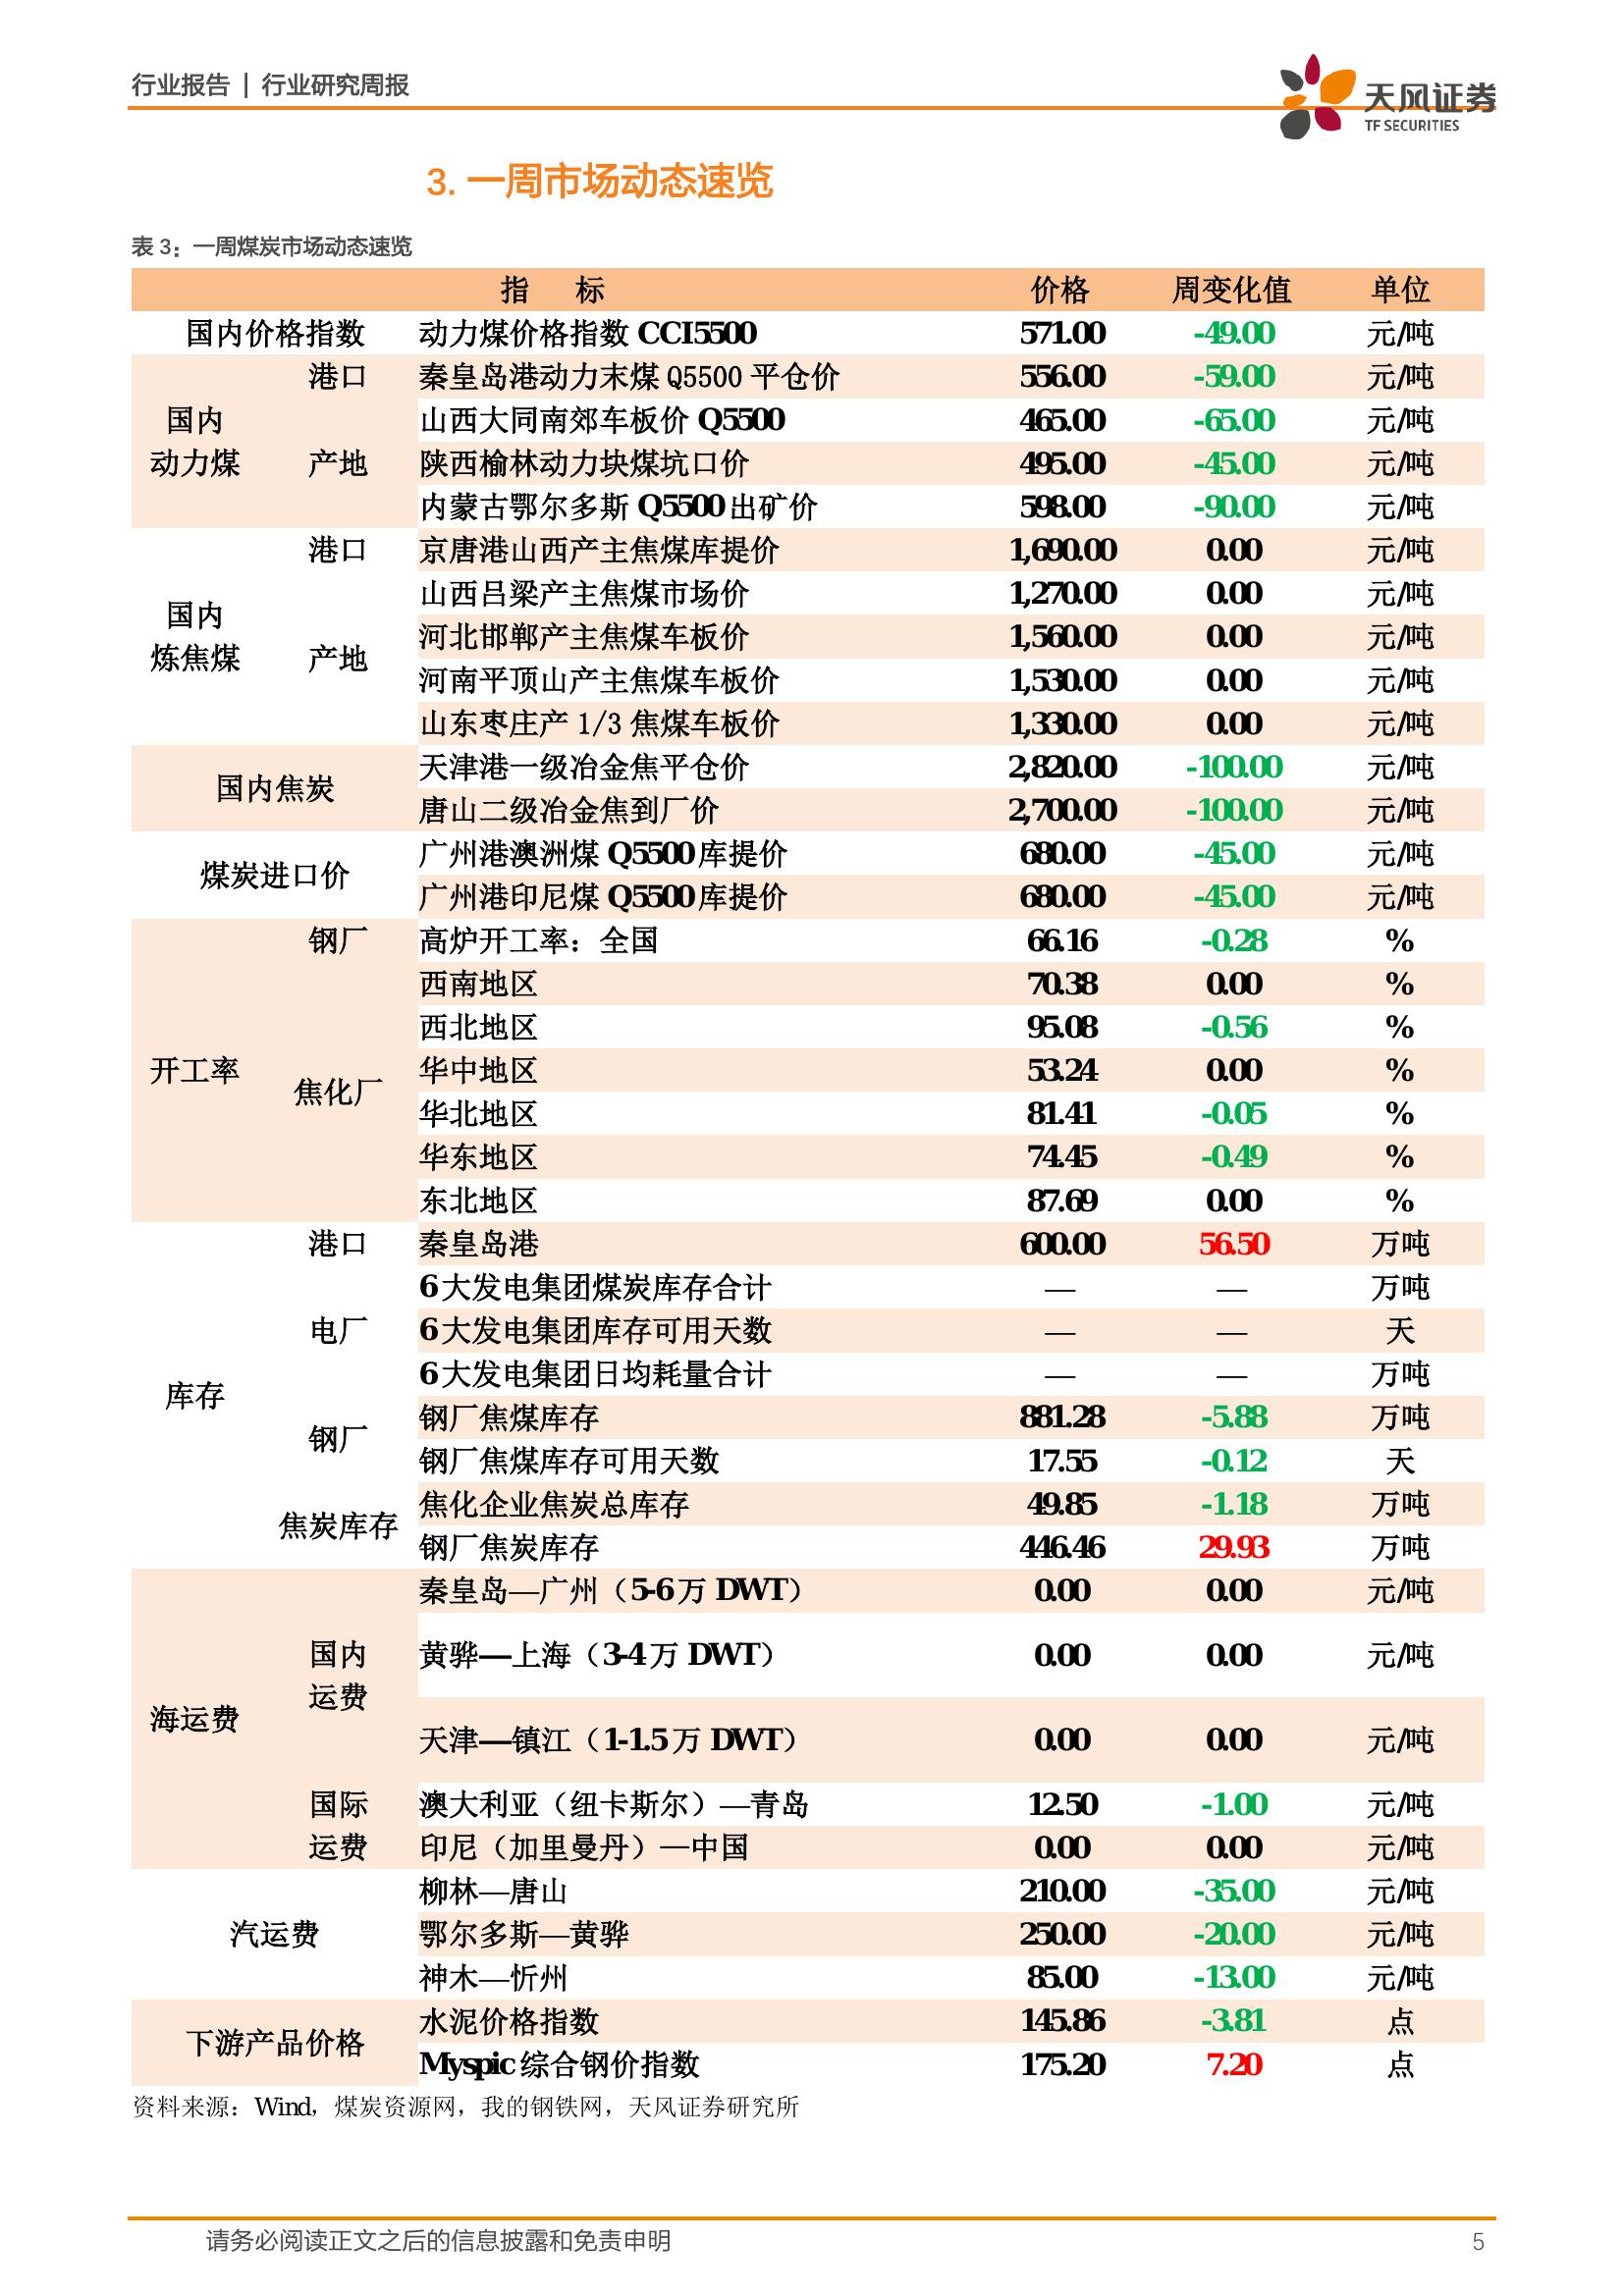 行业报告 | 行业研究周报
天风证券
TF SECURITIES
3. 一周市场动态速览
表 3：一周煤炭市场动态速览
指 标 价格 周变化值 单位
国内价格指数 动力煤价格指数 CCI5500 571.00 -49.00 元/吨
国内动力煤 港口 秦皇岛港动力末煤 Q5500 平仓价 556.00 -59.00 元/吨
产地 山西大同南郊车板价 Q5500 465.00 -65.00 元/吨
陕西榆林动力块煤坑口价 495.00 -45.00 元/吨
内蒙古鄂尔多斯 Q5500 出矿价 598.00 -90.00 元/吨
国内炼焦煤 港口 京唐港山西产主焦煤库提价 1,690.00 0.00 元/吨
产地 山西吕梁产主焦煤市场价 1,270.00 0.00 元/吨
河北邯郸产主焦煤车板价 1,560.00 0.00 元/吨
河南平顶山产主焦煤车板价 1,530.00 0.00 元/吨
山东枣庄产 1/3 焦煤车板价 1,330.00 0.00 元/吨
国内焦炭 天津港一级冶金焦平仓价 2,820.00 -100.00 元/吨
唐山二级冶金焦到厂价 2,700.00 -100.00 元/吨
煤炭进口价 广州港澳洲煤 Q5500 库提价 680.00 -45.00 元/吨
广州港印尼煤 Q5500 库提价 680.00 -45.00 元/吨
开工率 钢厂 高炉开工率：全国 66.16 -0.28 %
焦化厂 西南地区 70.38 0.00 %
西北地区 95.08 -0.56 %
华中地区 53.24 0.00 %
华北地区 81.41 -0.05 %
华东地区 74.45 -0.49 %
东北地区 87.69 0.00 %
库存 港口 秦皇岛港 600.00 56.50 万吨
电厂 6 大发电集团煤炭库存合计 — — 万吨
6 大发电集团库存可用天数 — — 天
6 大发电集团日均耗量合计 — — 万吨
钢厂 钢厂焦煤库存 881.28 -5.88 万吨
钢厂焦煤库存可用天数 17.55 -0.12 天
焦炭库存 焦化企业焦炭总库存 49.85 -1.18 万吨
钢厂焦炭库存 446.46 29.93 万吨
海运费 国内运费 秦皇岛—广州（5-6 万 DWT） 0.00 0.00 元/吨
黄骅—上海（3-4 万 DWT） 0.00 0.00 元/吨
天津—镇江（1-1.5 万 DWT） 0.00 0.00 元/吨
国际运费 澳大利亚（纽卡斯尔）—青岛 12.50 -1.00 元/吨
印尼（加里曼丹）—中国 0.00 0.00 元/吨
汽运费 柳林—唐山 210.00 -35.00 元/吨
鄂尔多斯—黄骅 250.00 -20.00 元/吨
神木—忻州 85.00 -13.00 元/吨
下游产品价格 水泥价格指数 145.86 -3.81 点
Myspic 综合钢价指数 175.20 7.20 点
资料来源：Wind，煤炭资源网，我的钢铁网，天风证券研究所
请务必阅读正文之后的信息披露和免责申明 5